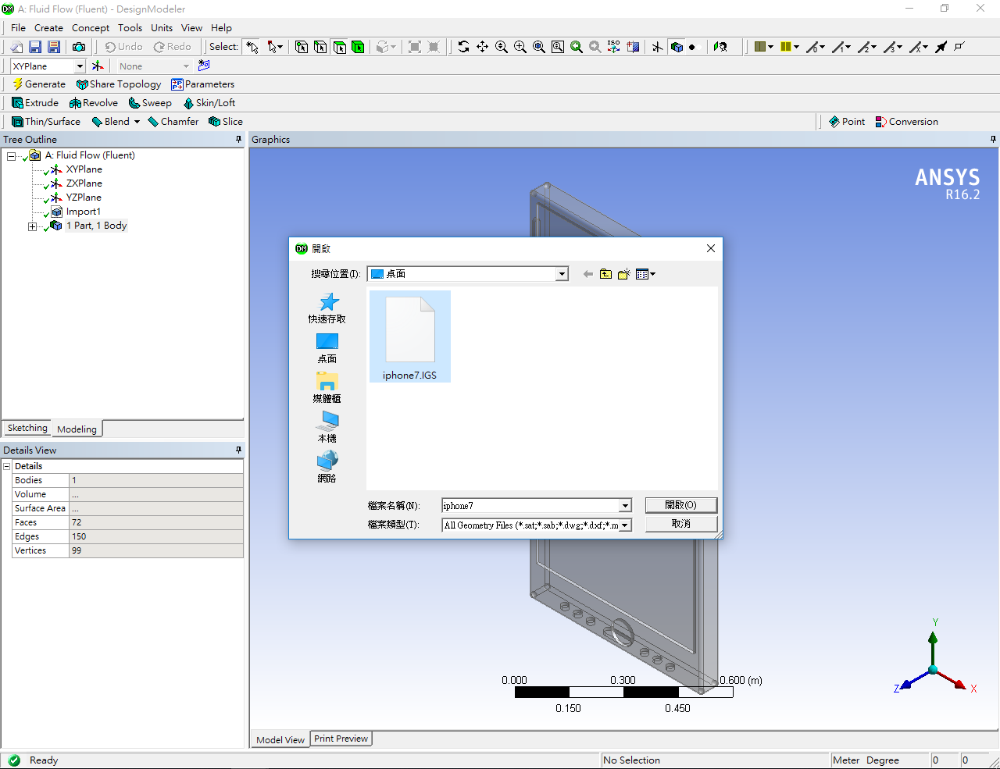 A: Fluid Flow (Fluent) - DesignModeler
File Create Concept Tools Units View Help
Undo Redo Select: ISO
XYPlane None
Generate Share Topology Parameters
Extrude Revolve Sweep Skin/Loft
Thin/Surface Blend Chamfer Slice Point Conversion
Tree Outline
A: Fluid Flow (Fluent)
XYPlane
ZXPlane
YZPlane
Import1
1 Part, 1 Body
Sketching Modeling
Details View
Details
Bodies 1
Volume ...
Surface Area ...
Faces 72
Edges 150
Vertices 99
Graphics
ANSYS
R16.2
DM 開啟
搜尋位置(I): 桌面
快速存取
桌面
媒體櫃
本機
網路
iphone7.IGS
檔案名稱(N): iphone7 開啟(O)
檔案類型(T): All Geometry Files (*.sat;*.sab;*.dwg;*.dxf;*.m 取消
0.000 0.300 0.600 (m)
0.150 0.450
Y
Z X
Model View Print Preview
Ready No Selection Meter Degree 0 0